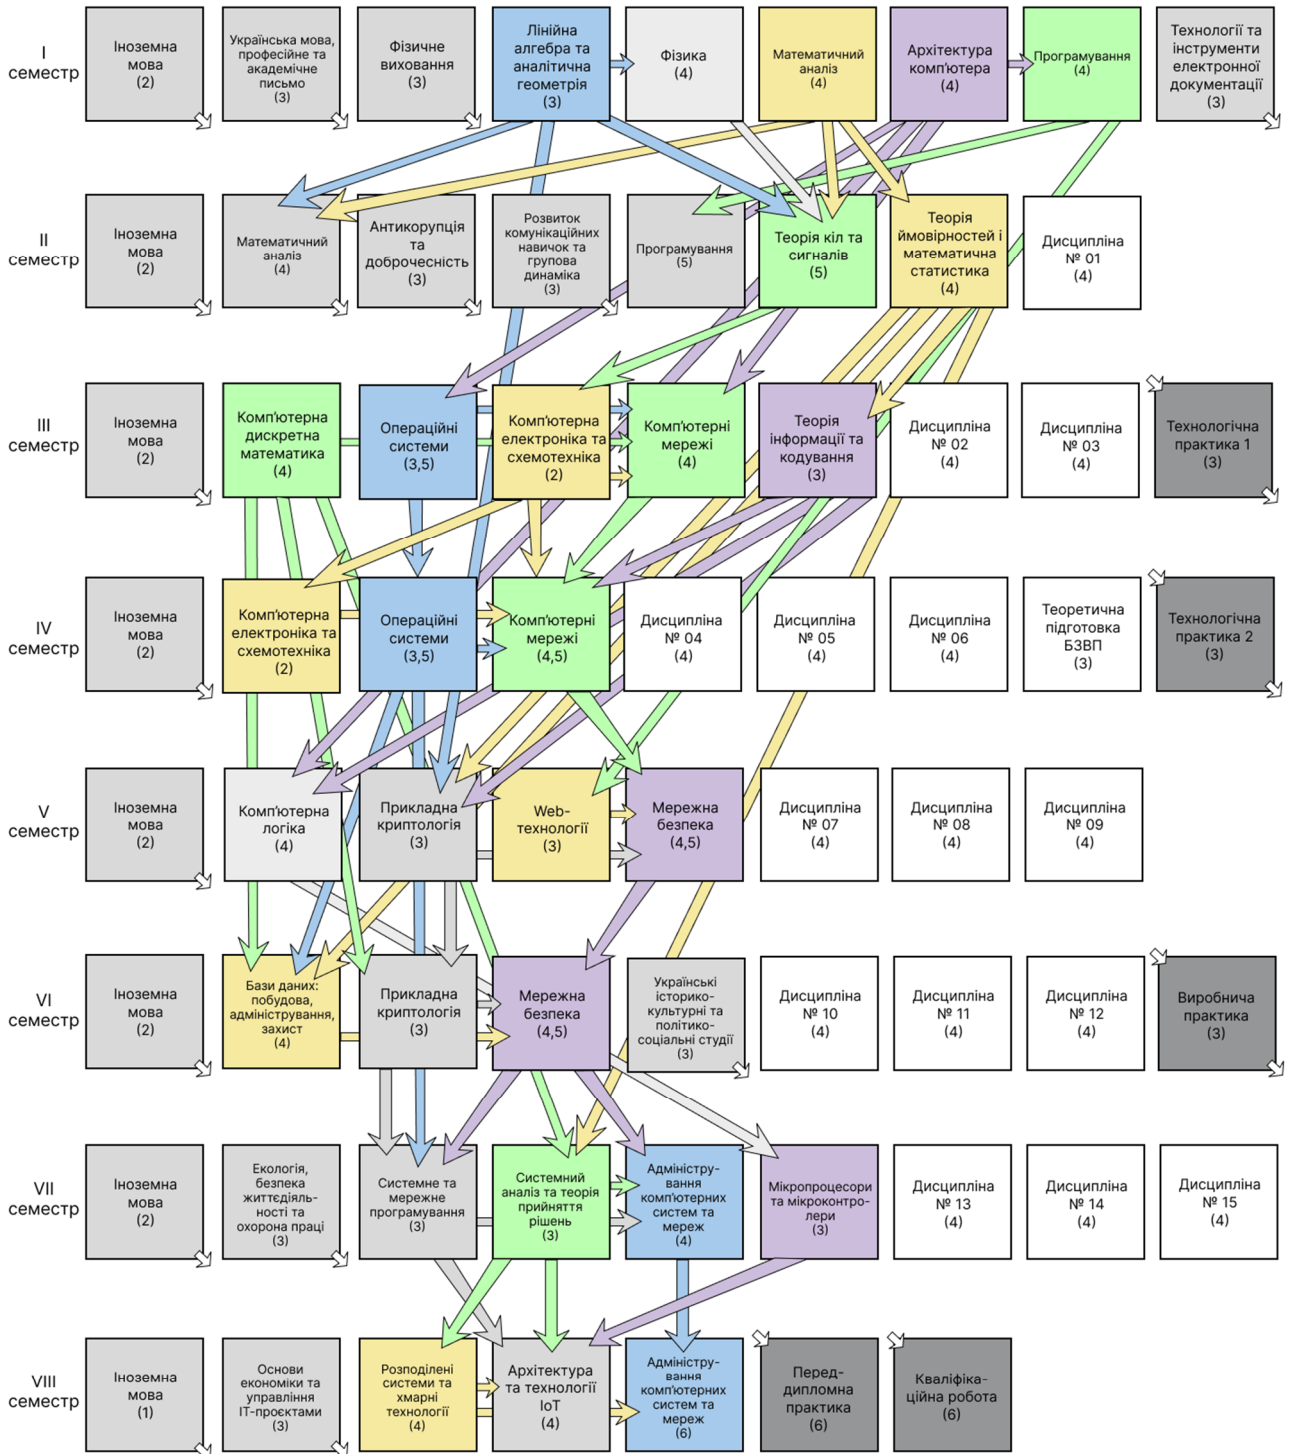 I
семестр
Іноземна
мова
(2)
Українська мова,
професійне та
академічне
письмо
(3)
Фізичне
виховання
(3)
Лінійна
алгебра та
аналітична
геометрія
(3)
Фізика
(4)
Математичний
аналіз
(4)
Архітектура
комп'ютера
(4)
Програмування
(4)
Технології та
інструменти
електронної
документації
(3)
II
семестр
Іноземна
мова
(2)
Математичний
аналіз
(4)
Антикорупція
та
доброчесність
(3)
Розвиток
комунікаційних
навичок та
групова
динаміка
(3)
Програмування
(5)
Теорія кіл та
сигналів
(5)
Теорія
ймовірностей і
математична
статистика
(4)
Дисципліна
№ 01
(4)
III
семестр
Іноземна
мова
(2)
Комп'ютерна
дискретна
математика
(4)
Операційні
системи
(3,5)
Комп'ютерна
електроніка та
схемотехніка
(2)
Комп'ютерні
мережі
(4)
Теорія
інформації та
кодування
(3)
Дисципліна
№ 02
(4)
Дисципліна
№ 03
(4)
Технологічна
практика 1
(3)
IV
семестр
Іноземна
мова
(2)
Комп'ютерна
електроніка та
схемотехніка
(2)
Операційні
системи
(3,5)
Комп'ютерні
мережі
(4,5)
Дисципліна
№ 04
(4)
Дисципліна
№ 05
(4)
Дисципліна
№ 06
(4)
Теоретична
підготовка
БЗВП
(3)
Технологічна
практика 2
(3)
V
семестр
Іноземна
мова
(2)
Комп'ютерна
логіка
(4)
Прикладна
криптологія
(3)
Web-
технології
(3)
Мережна
безпека
(4,5)
Дисципліна
№ 07
(4)
Дисципліна
№ 08
(4)
Дисципліна
№ 09
(4)
VI
семестр
Іноземна
мова
(2)
Бази даних:
побудова,
адміністрування,
захист
(4)
Прикладна
криптологія
(3)
Мережна
безпека
(4,5)
Українські
історико-
культурні та
політико-
соціальні студії
(3)
Дисципліна
№ 10
(4)
Дисципліна
№ 11
(4)
Дисципліна
№ 12
(4)
Виробнича
практика
(3)
VII
семестр
Іноземна
мова
(2)
Екологія,
безпека
життєдіяль-
ності та
охорона праці
(3)
Системне та
мережне
програмування
(3)
Системний
аналіз та теорія
прийняття
рішень
(3)
Адміністру-
вання
комп'ютерних
систем та
мереж
(4)
Мікропроцесори
та мікроконтро-
лери
(3)
Дисципліна
№ 13
(4)
Дисципліна
№ 14
(4)
Дисципліна
№ 15
(4)
VIII
семестр
Іноземна
мова
(1)
Основи
економіки та
управління
ІТ-проєктами
(3)
Розподілені
системи та
хмарні
технології
(4)
Архітектура
та технології
IoT
(4)
Адміністру-
вання
комп'ютерних
систем та
мереж
(6)
Перед-
дипломна
практика
(6)
Кваліфіка-
ційна робота
(6)